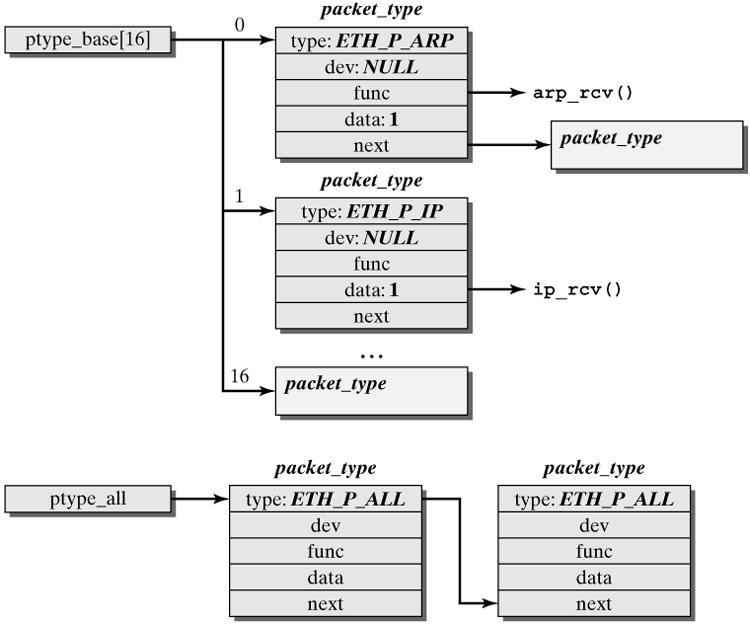 packet_type
ptype_base[16]
0
type: ETH_P_ARP
dev: NULL
func
arp_rcv()
data: 1
next
packet_type
packet_type
1
type: ETH_P_IP
dev: NULL
func
data: 1
ip_rcv()
next
...
16
packet_type
packet_type
packet_type
ptype_all
type: ETH_P_ALL
dev
func
data
next
type: ETH_P_ALL
dev
func
data
next